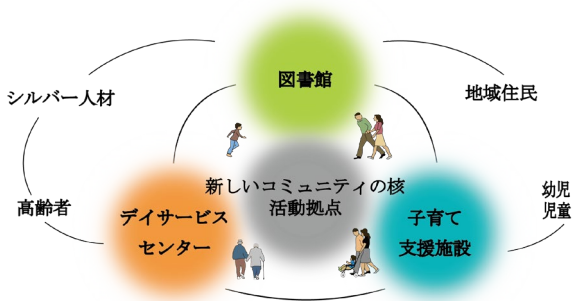 図書館
シルバー人材
地域住民
新しいコミュニティの核
活動拠点
高齢者
デイサービス
センター
子育て
支援施設
幼児
児童